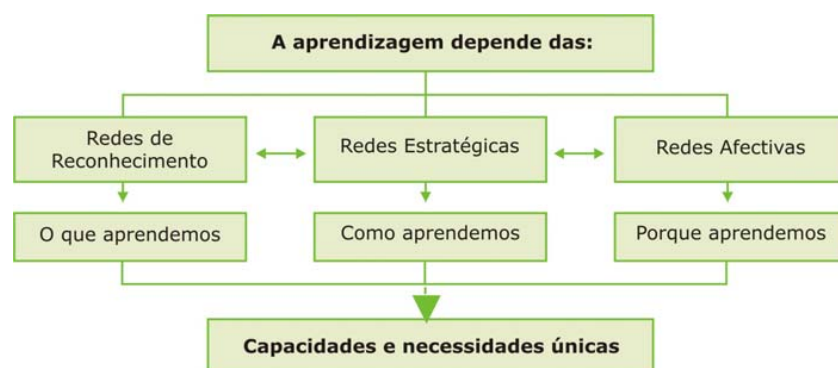 A aprendizagem depende das:
Redes de
Reconhecimento
Redes Estratégicas
Redes Afectivas
O que aprendemos
Como aprendemos
Porque aprendemos
Capacidades e necessidades únicas